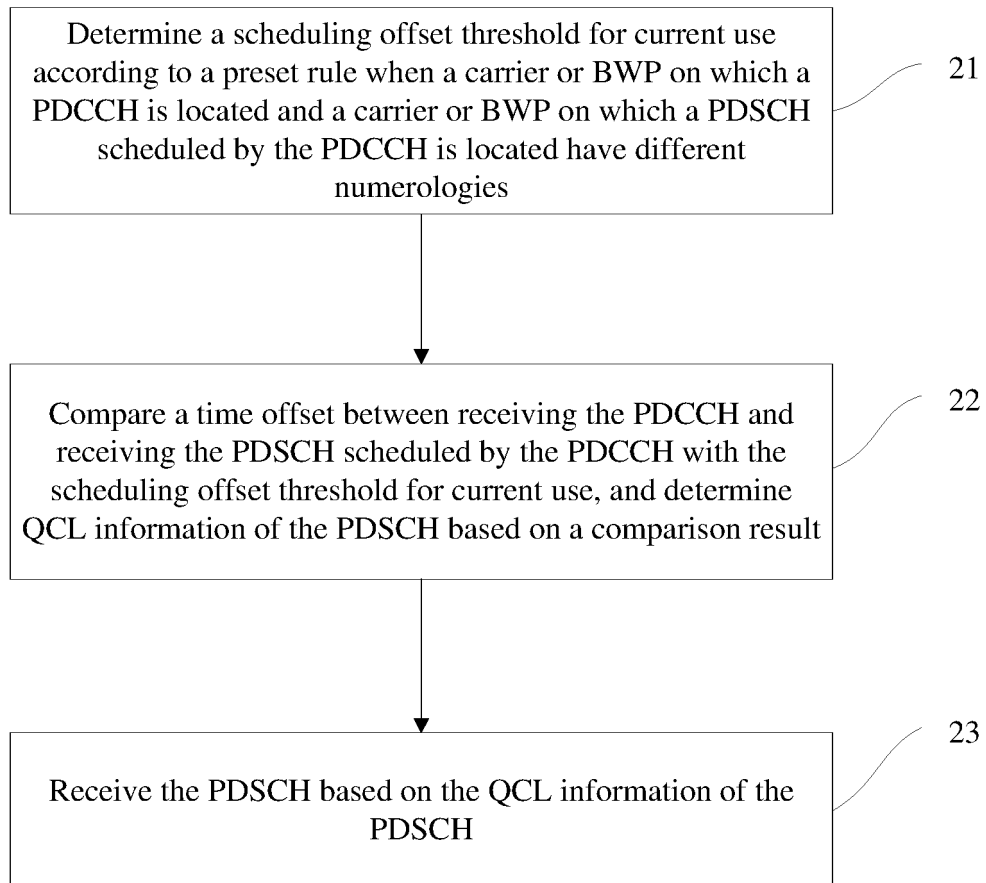 Determine a scheduling offset threshold for current use
according to a preset rule when a carrier or BWP on which a
PDCCH is located and a carrier or BWP on which a PDSCH
scheduled by the PDCCH is located have different
numerologies
21
Compare a time offset between receiving the PDCCH and
receiving the PDSCH scheduled by the PDCCH with the
scheduling offset threshold for current use, and determine
QCL information of the PDSCH based on a comparison result
22
Receive the PDSCH based on the QCL information of the
PDSCH
23